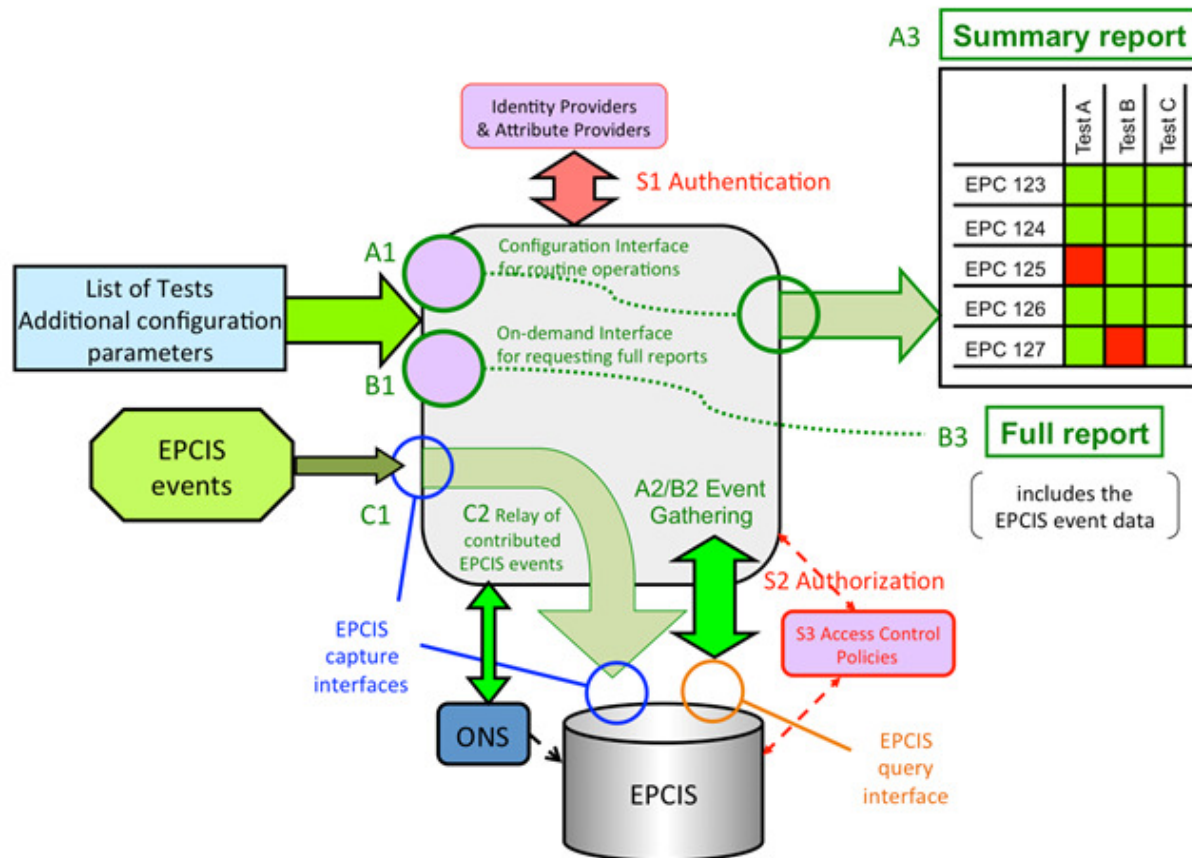 A3 Summary report
Test A
Test B
Test C
EPC 123
EPC 124
EPC 125
EPC 126
EPC 127
Identity Providers
& Attribute Providers
S1 Authentication
A1
Configuration Interface
for routine operations
List of Tests
Additional configuration
parameters
On-demand Interface
for requesting full reports
B1
B3 Full report
includes the
EPCIS event data
EPCIS
events
C1
C2 Relay of
contributed
EPCIS events
A2/B2 Event
Gathering
S2 Authorization
S3 Access Control
Policies
EPCIS
capture
interfaces
ONS
EPCIS
EPCIS
query
interface